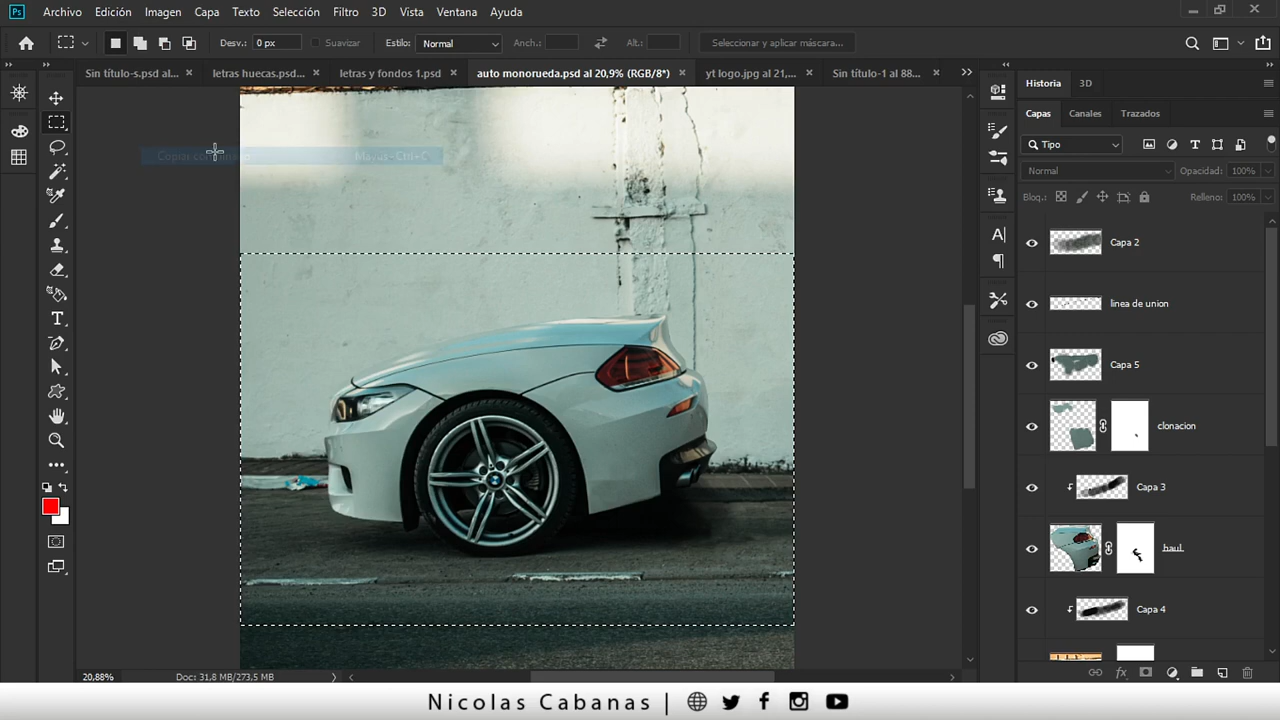 Ps Archivo Edición Imagen Capa Texto Selección Filtro 3D Vista Ventana Ayuda
Desv.: 0 px Suavizar Estilo: Normal Anch.: Alt.: Seleccionar y aplicar máscara...
Sin título-s.psd al... × letras huecas.psd... × letras y fondos 1.psd × auto monorueda.psd al 20,9% (RGB/8*) × yt logo.jpg al 21,... × Sin título-1 al 88... ×
Historia 3D
Capas Canales Trazados
Tipo
Normal Opacidad: 100%
Bloq.: Relleno: 100%
Mayús+Ctrl+C
Capa 2
linea de union
Capa 5
clonacion
Capa 3
haul
Capa 4
20,88% Doc: 31,8 MB/273,5 MB
Nicolas Cabanas |